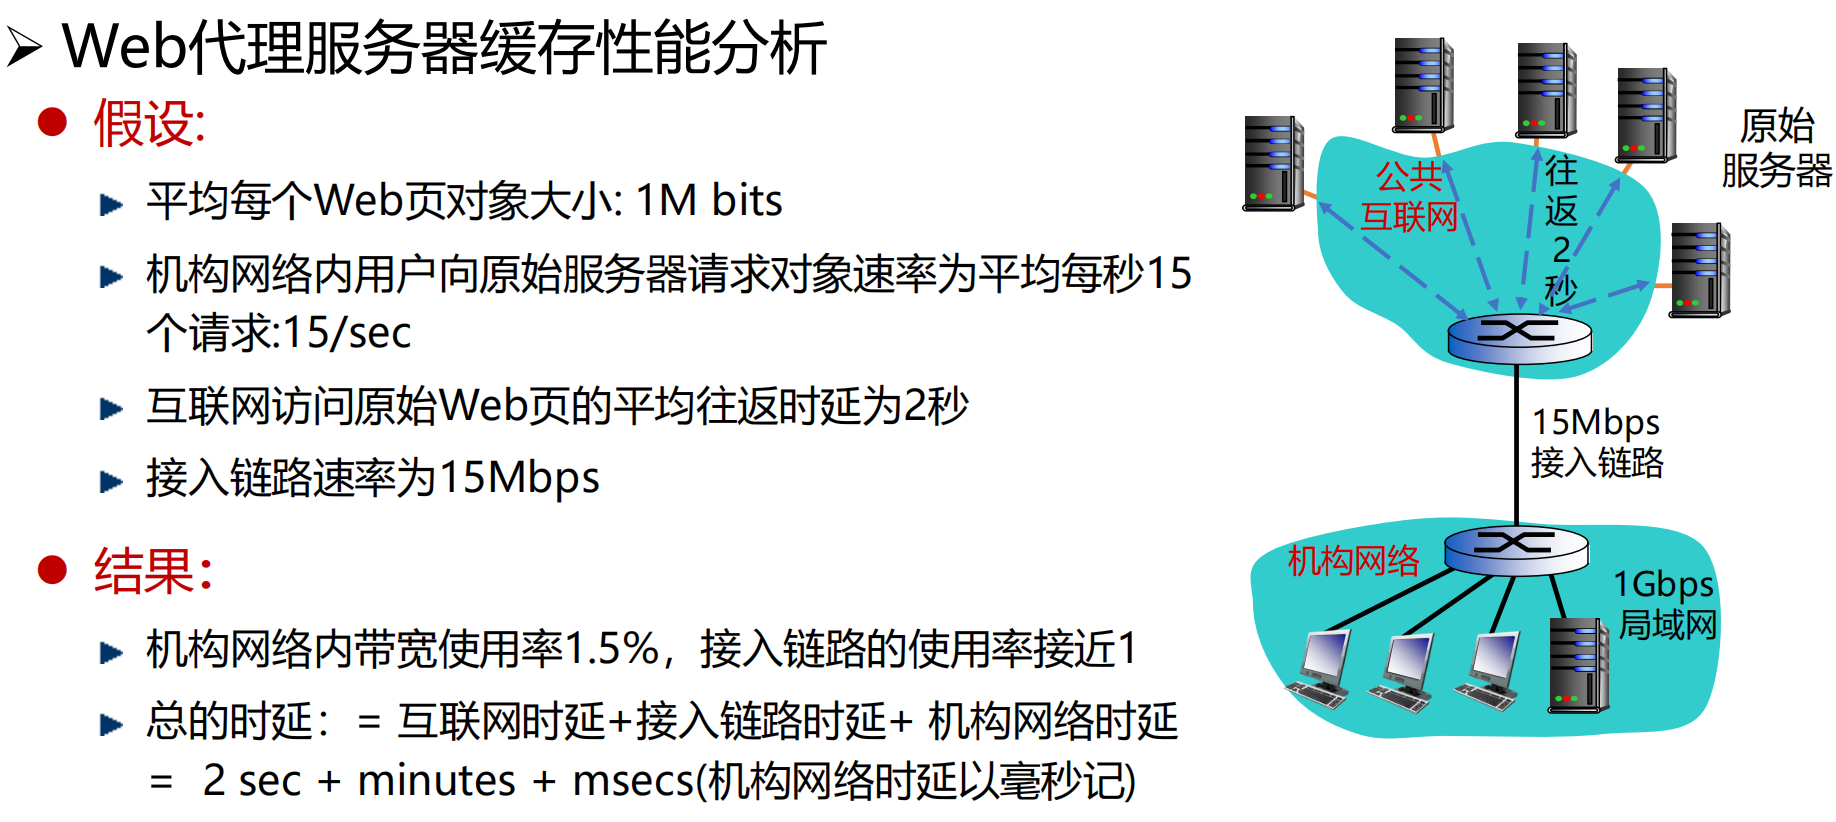 Web代理服务器缓存性能分析
假设:
平均每个Web页对象大小: 1M bits
机构网络内用户向原始服务器请求对象速率为平均每秒15
个请求:15/sec
互联网访问原始Web页的平均往返时延为2秒
接入链路速率为15Mbps
结果：
机构网络内带宽使用率1.5%，接入链路的使用率接近1
总的时延：= 互联网时延+接入链路时延+ 机构网络时延
= 2 sec + minutes + msecs(机构网络时延以毫秒记)
原始
服务器
公共
互联网
往
返
2
秒
15Mbps
接入链路
机构网络
1Gbps
局域网